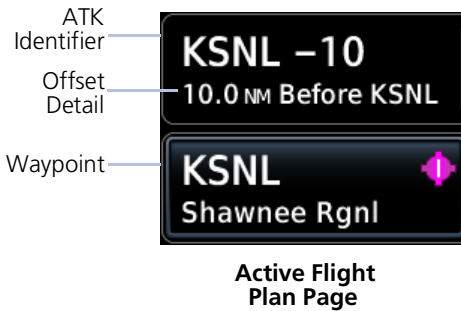 ATK
Identifier
KSNL –10
Offset
Detail
10.0 NM Before KSNL
Waypoint
KSNL
Shawnee Rgnl
Active Flight
Plan Page